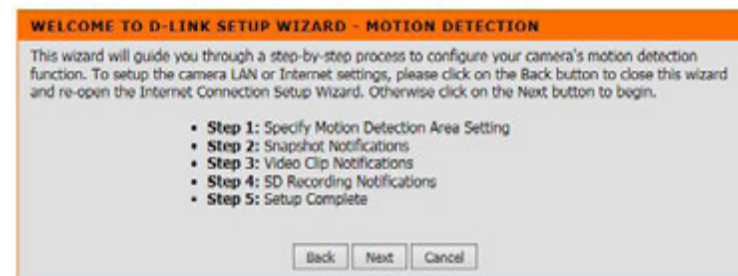 WELCOME TO D-LINK SETUP WIZARD - MOTION DETECTION
This wizard will guide you through a step-by-step process to configure your camera's motion detection
function. To setup the camera LAN or Internet settings, please click on the Back button to close this wizard
and re-open the Internet Connection Setup Wizard. Otherwise click on the Next button to begin.
• Step 1: Specify Motion Detection Area Setting
• Step 2: Snapshot Notifications
• Step 3: Video Clip Notifications
• Step 4: SD Recording Notifications
• Step 5: Setup Complete
Back Next Cancel